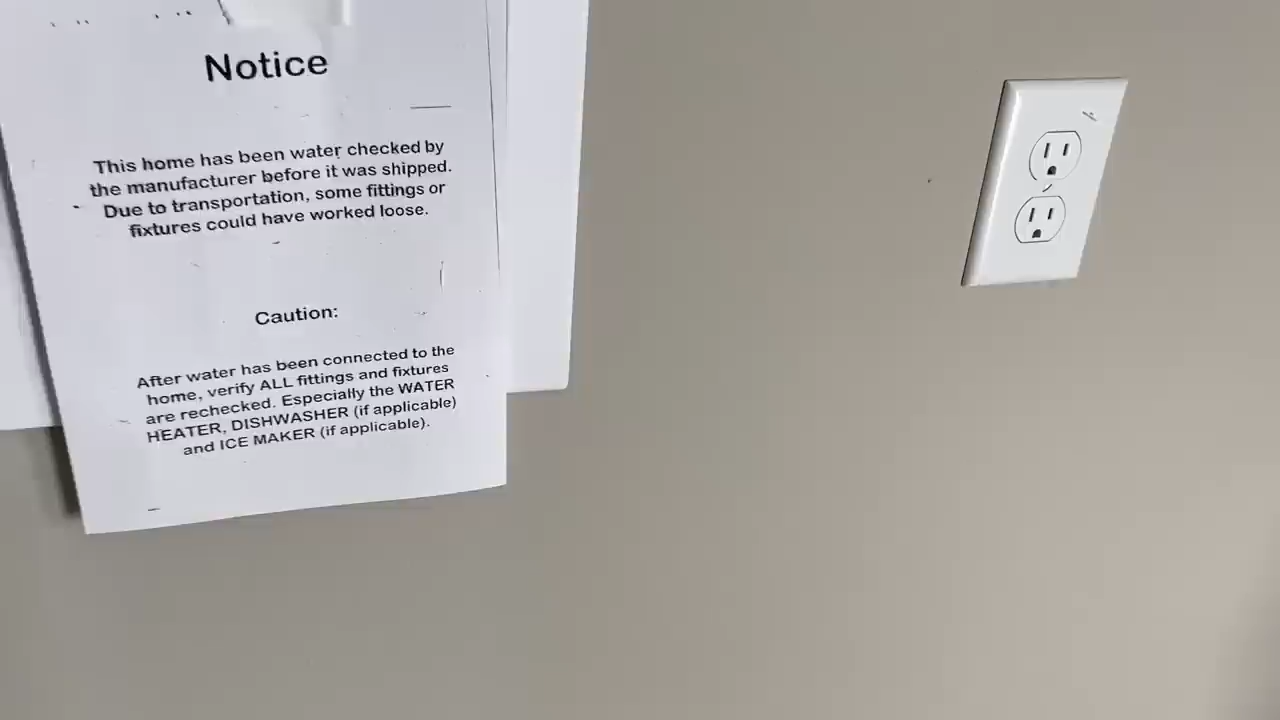 Notice
This home has been water checked by
the manufacturer before it was shipped.
Due to transportation, some fittings or
fixtures could have worked loose.
Caution:
After water has been connected to the
home, verify ALL fittings and fixtures
are rechecked. Especially the WATER
HEATER, DISHWASHER (if applicable)
and ICE MAKER (if applicable).